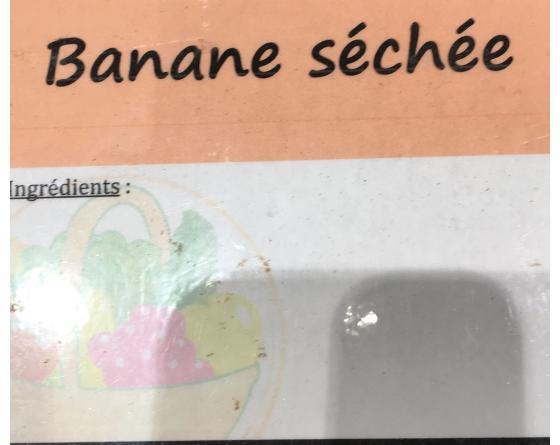 Banane séchée
Ingrédients :